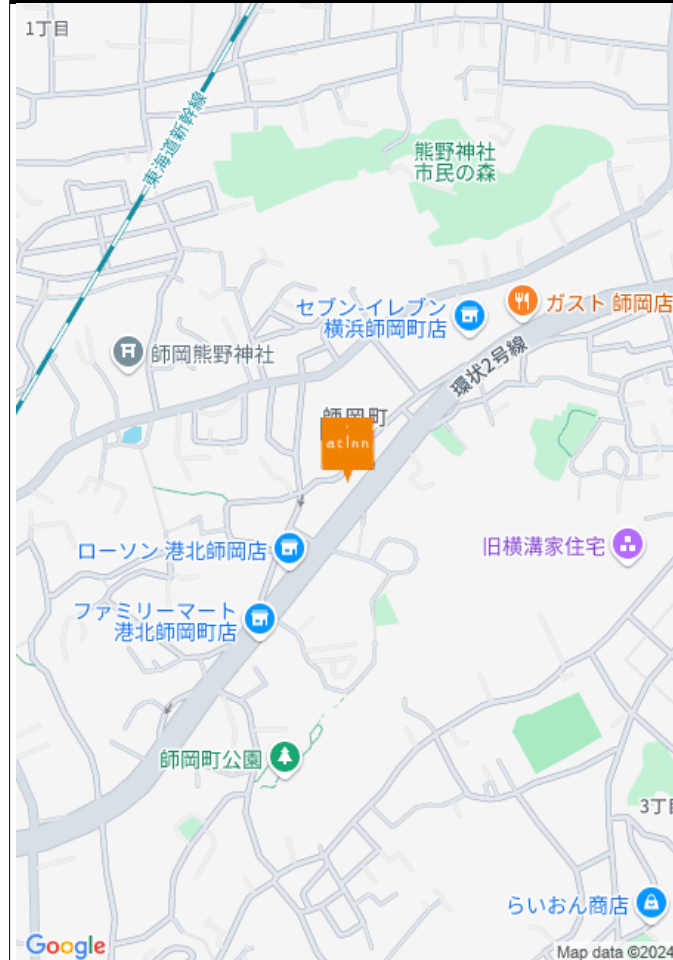 1丁目
東海道新幹線
熊野神社
市民の森
セブン-イレブン
横浜師岡町店
ガスト 師岡店
環状2号線
師岡熊野神社
師岡町
atInn
ローソン 港北師岡店
旧横溝家住宅
ファミリーマート
港北師岡町店
師岡町公園
3丁目
らいおん商店
Google
Map data ©2024